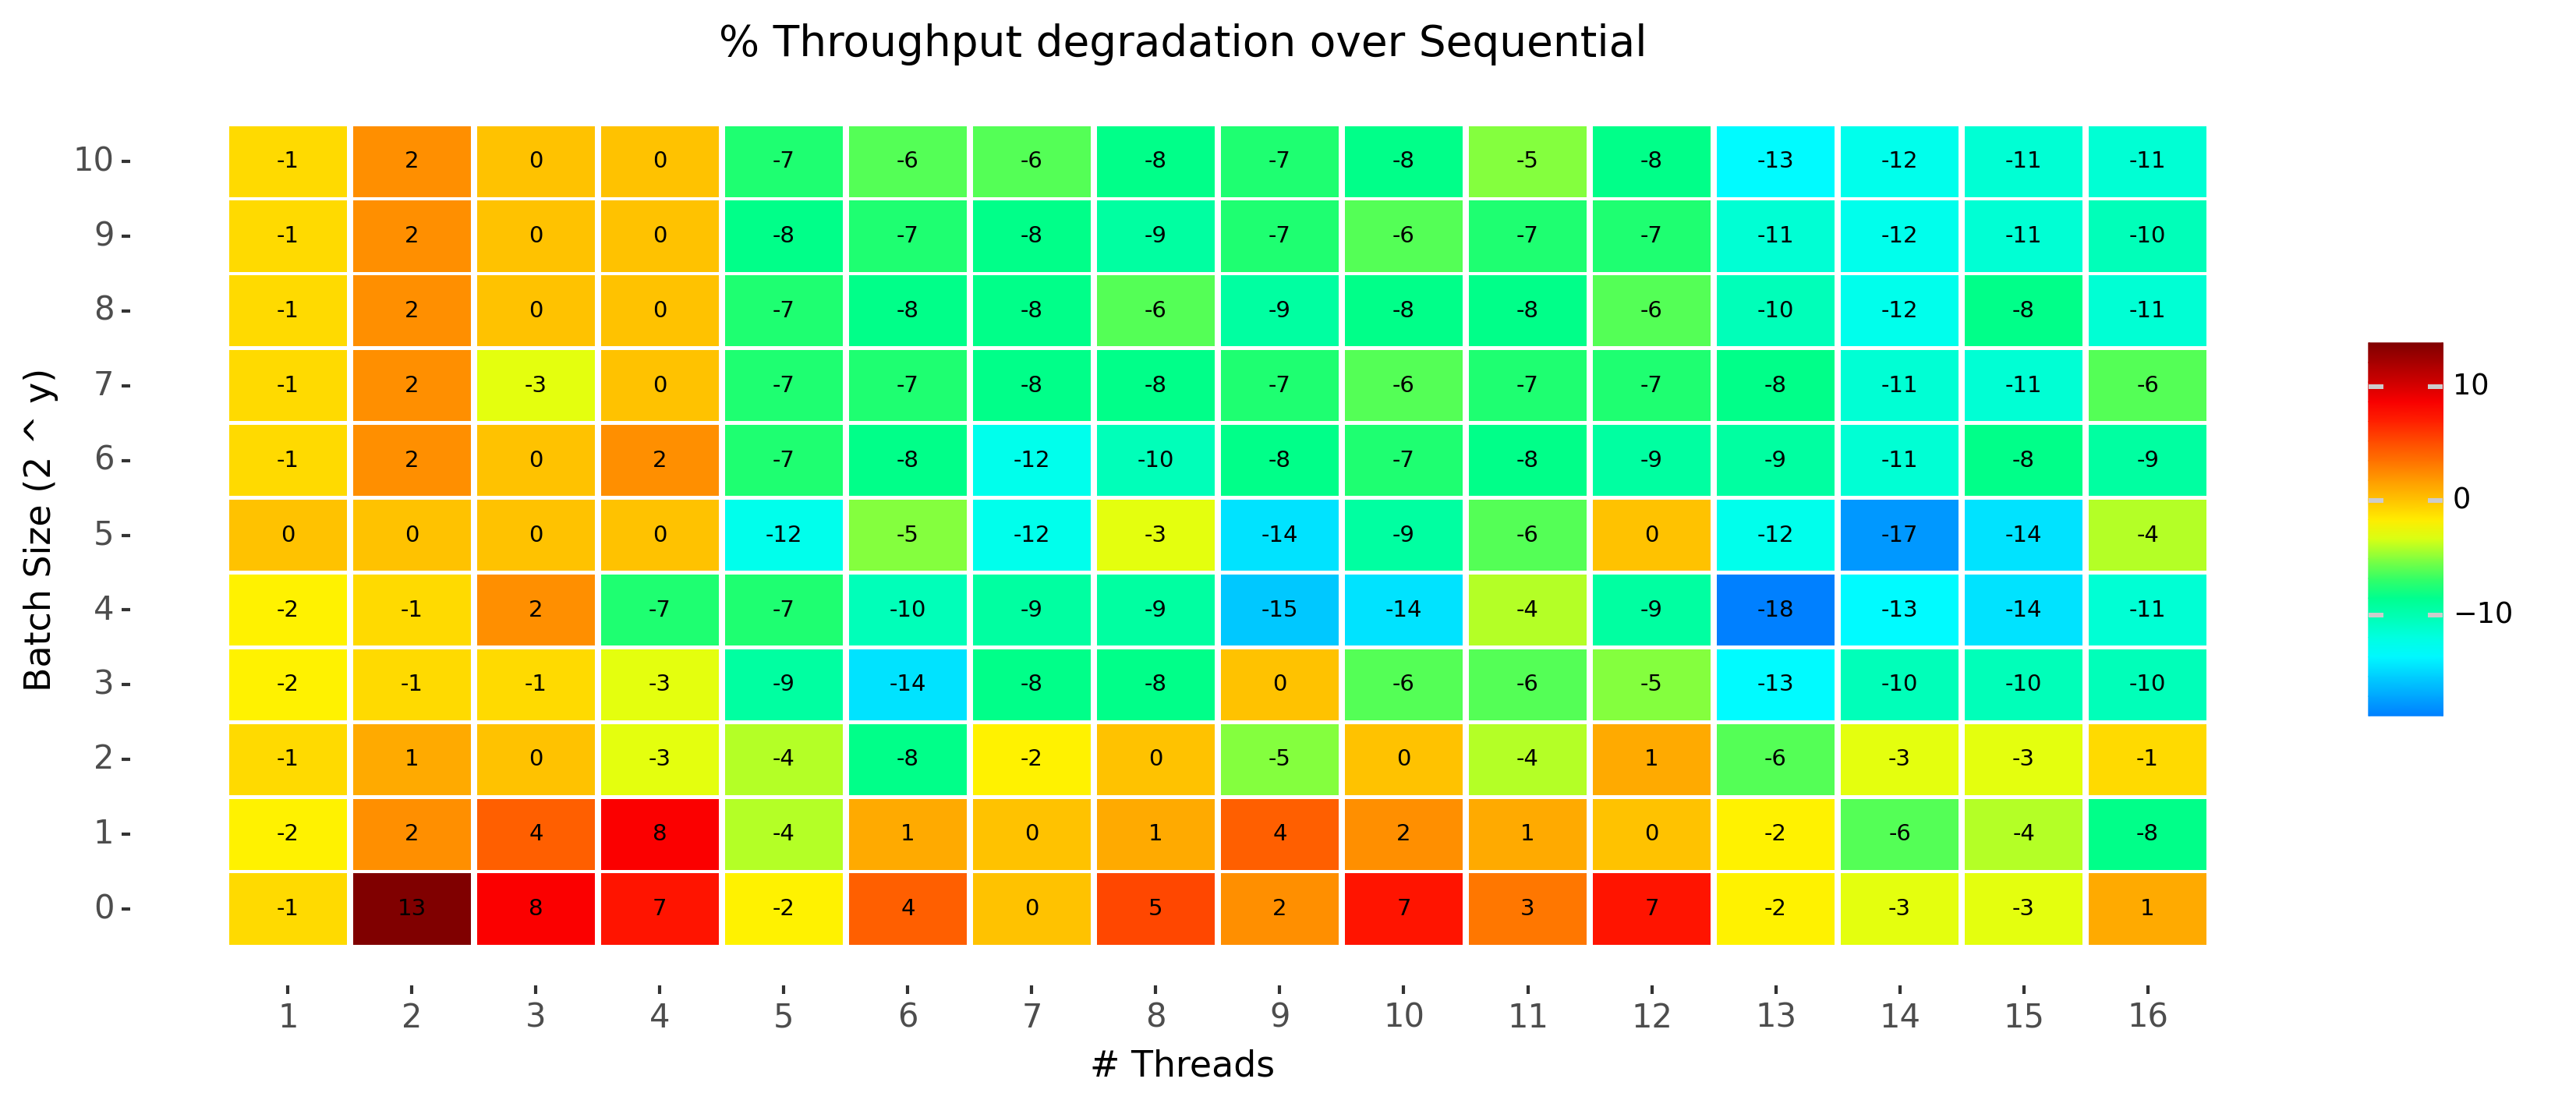 % Throughput degradation over Sequential
Batch Size (2 ^ y)
10 -1 2 0 0 -7 -6 -6 -8 -7 -8 -5 -8 -13 -12 -11 -11
9 -1 2 0 0 -8 -7 -8 -9 -7 -6 -7 -7 -11 -12 -11 -10
8 -1 2 0 0 -7 -8 -8 -6 -9 -8 -8 -6 -10 -12 -8 -11
7 -1 2 -3 0 -7 -7 -8 -8 -7 -6 -7 -7 -8 -11 -11 -6
6 -1 2 0 2 -7 -8 -12 -10 -8 -7 -8 -9 -9 -11 -8 -9
5 0 0 0 0 -12 -5 -12 -3 -14 -9 -6 0 -12 -17 -14 -4
4 -2 -1 2 -7 -7 -10 -9 -9 -15 -14 -4 -9 -18 -13 -14 -11
3 -2 -1 -1 -3 -9 -14 -8 -8 0 -6 -6 -5 -13 -10 -10 -10
2 -1 1 0 -3 -4 -8 -2 0 -5 0 -4 1 -6 -3 -3 -1
1 -2 2 4 8 -4 1 0 1 4 2 1 0 -2 -6 -4 -8
0 -1 13 8 7 -2 4 0 5 2 7 3 7 -2 -3 -3 1
1 2 3 4 5 6 7 8 9 10 11 12 13 14 15 16
# Threads
10
0
−10